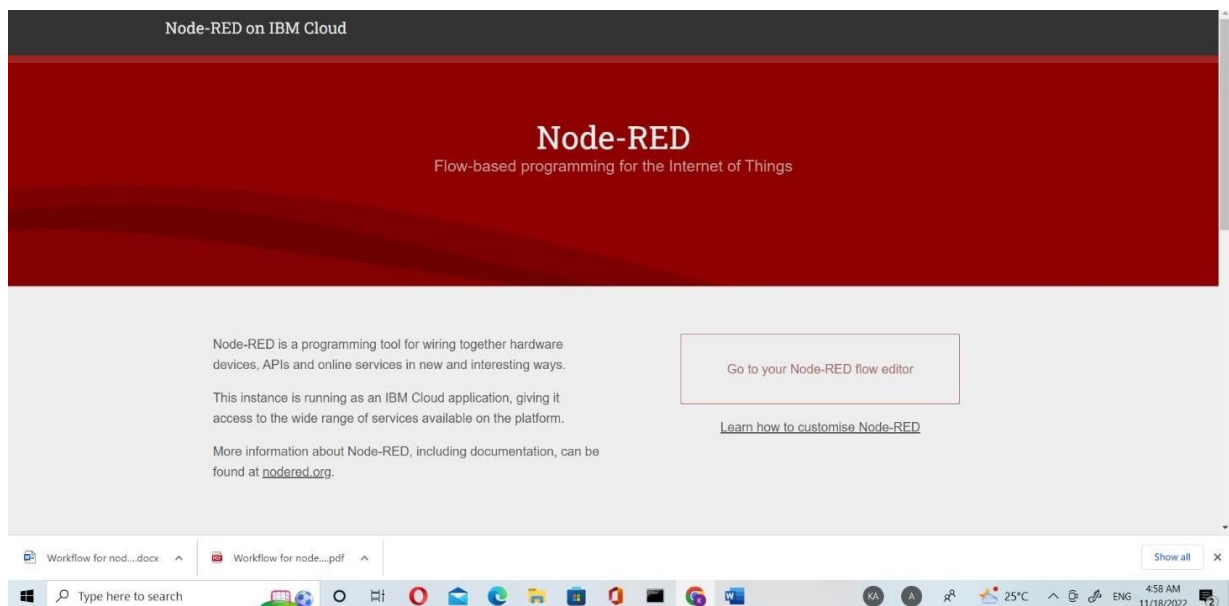 Node-RED on IBM Cloud
Node-RED
Flow-based programming for the Internet of Things
Node-RED is a programming tool for wiring together hardware
devices, APIs and online services in new and interesting ways.
This instance is running as an IBM Cloud application, giving it
access to the wide range of services available on the platform.
More information about Node-RED, including documentation, can be
found at nodered.org.
Go to your Node-RED flow editor
Learn how to customise Node-RED
Workflow for nod....docx
Workflow for node....pdf
Show all
Type here to search
KA
A
25°C
ENG
4:58 AM
11/18/2022
2